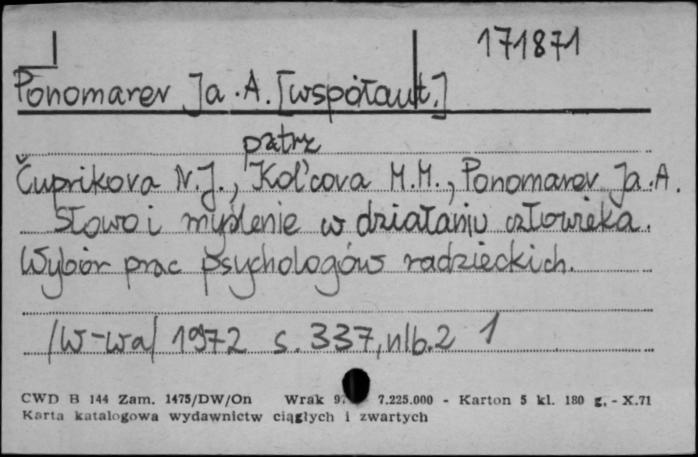 171871
Ponomarev Ja. A. [współaut.]
patrz
Čuprikova N.J., Kol'cova M.M., Ponomarev Ja.A.
Słowo i myślenie w działaniu człowieka.
Wybór prac psychologów radzieckich.
/W-wa/ 1972 s. 337, nlb. 2 1
CWD B 144 Zam. 1475/DW/On Wrak 7.225.000 - Karton 5 kl. 180 g. - X.71
Karta katalogowa wydawnictw ciągłych i zwartych